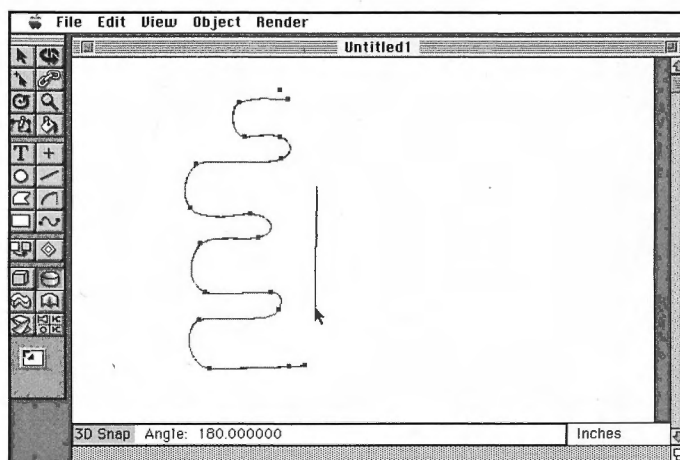 File Edit View Object Render
Untitled1
T
3D Snap Angle: 180.000000 Inches